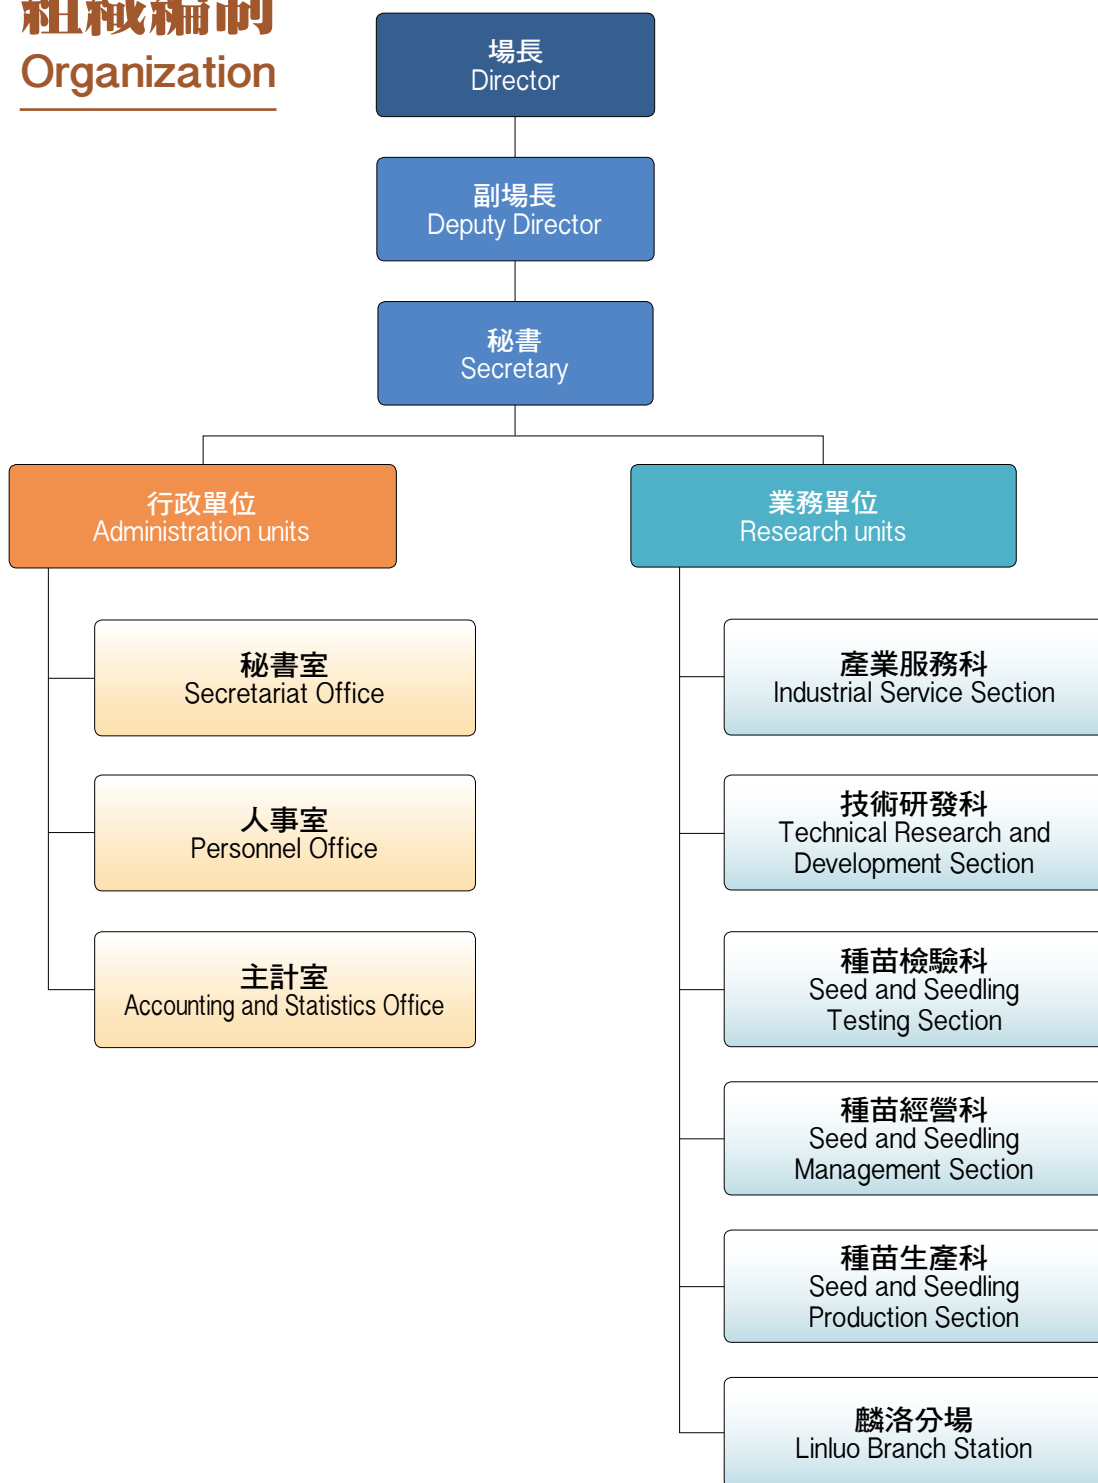 組織編制
Organization
場長
Director
副場長
Deputy Director
秘書
Secretary
行政單位
Administration units
業務單位
Research units
秘書室
Secretariat Office
人事室
Personnel Office
主計室
Accounting and Statistics Office
產業服務科
Industrial Service Section
技術研發科
Technical Research and
Development Section
種苗檢驗科
Seed and Seedling
Testing Section
種苗經營科
Seed and Seedling
Management Section
種苗生產科
Seed and Seedling
Production Section
麟洛分場
Linluo Branch Station